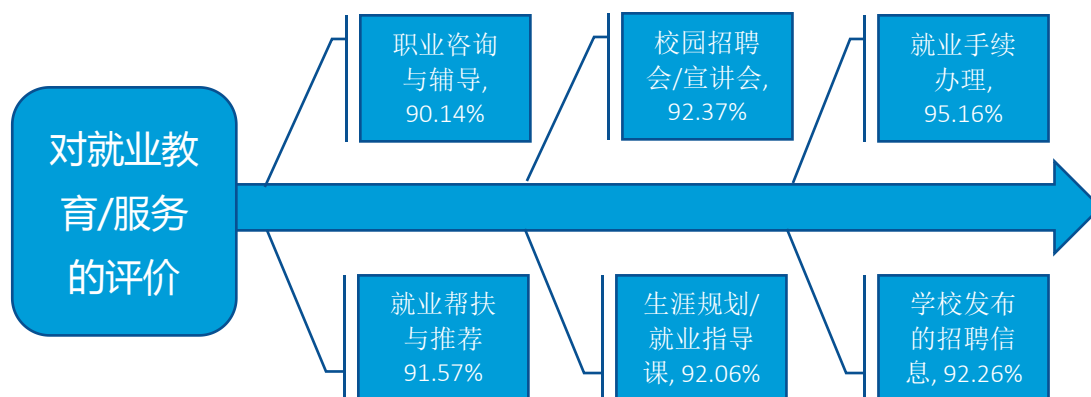 对就业教
育/服务
的评价
职业咨询
与辅导,
90.14%
校园招聘
会/宣讲会,
92.37%
就业手续
办理,
95.16%
就业帮扶
与推荐
91.57%
生涯规划/
就业指导
课, 92.06%
学校发布
的招聘信
息, 92.26%